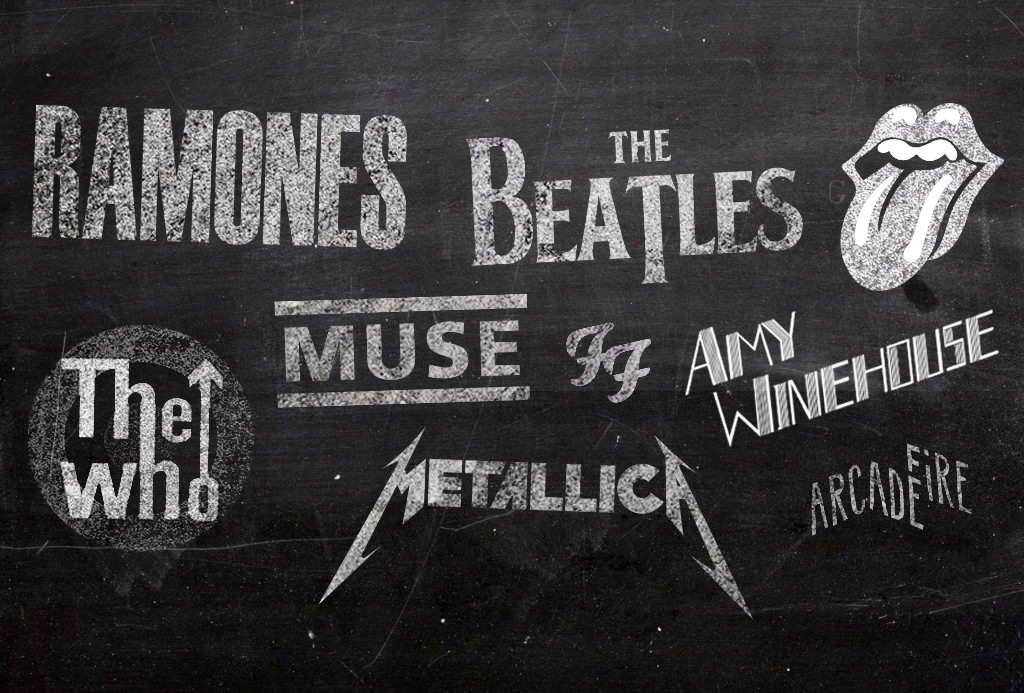 RAMONES
THE
BEATLES
MUSE
FF
AMY
WINEHOUSE
The
who
METALLICA
ARCADE
FiRE